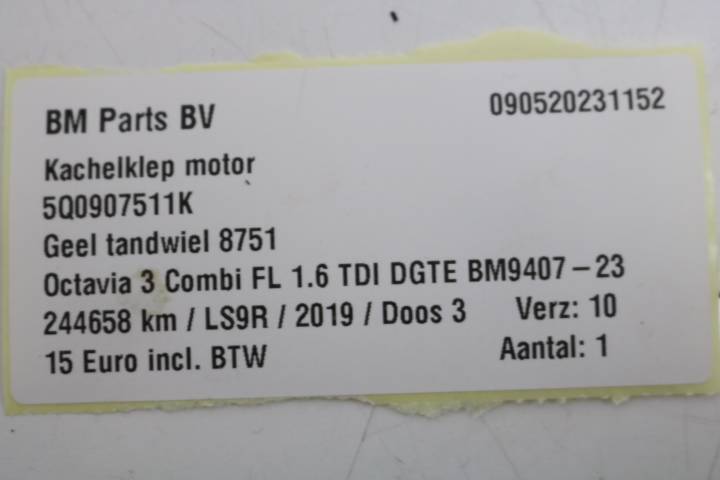 BM Parts BV 090520231152
Kachelklep motor
5Q0907511K
Geel tandwiel 8751
Octavia 3 Combi FL 1.6 TDI DGTE BM9407-23
244658 km / LS9R / 2019 / Doos 3 Verz: 10
15 Euro incl. BTW Aantal: 1